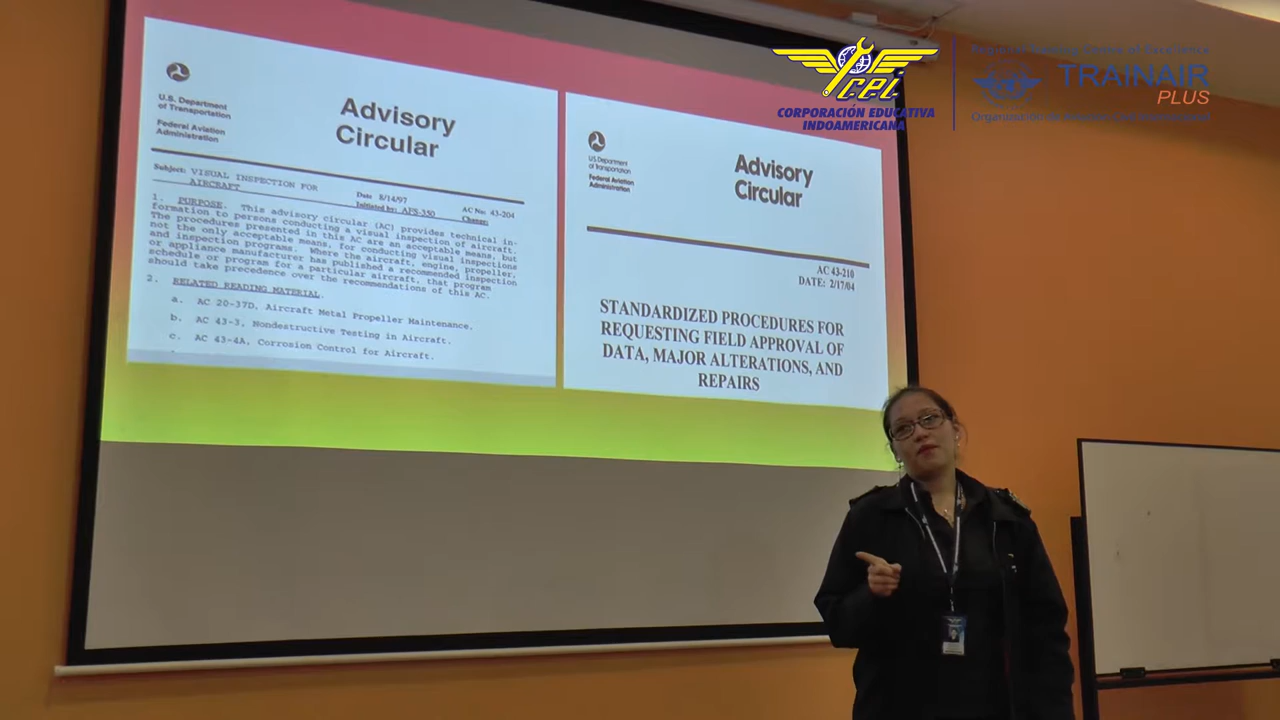 U.S. Department
of Transportation
Federal Aviation
Administration
Advisory
Circular
Subject: VISUAL INSPECTION FOR
AIRCRAFT
Date 8/14/97
Initiated by: AFS-350
AC No: 43-204
Change:
1. PURPOSE. This advisory circular (AC) provides technical in-
formation to persons conducting a visual inspection of aircraft.
The procedures presented in this AC are an acceptable means, but
not the only acceptable means, for conducting visual inspections
and inspection programs. Where the aircraft, engine, propeller,
or appliance manufacturer has published a recommended inspection
schedule or program for a particular aircraft, that program
should take precedence over the recommendations of this AC.
2. RELATED READING MATERIAL.
a. AC 20-37D, Aircraft Metal Propeller Maintenance.
b. AC 43-3, Nondestructive Testing in Aircraft.
c. AC 43-4A, Corrosion Control for Aircraft.
U.S. Department
of Transportation
Federal Aviation
Administration
Advisory
Circular
AC 43-210
DATE: 2/17/04
STANDARDIZED PROCEDURES FOR
REQUESTING FIELD APPROVAL OF
DATA, MAJOR ALTERATIONS, AND
REPAIRS
cei
CORPORACIÓN EDUCATIVA
INDOAMERICANA
TRAINAIR
PLUS